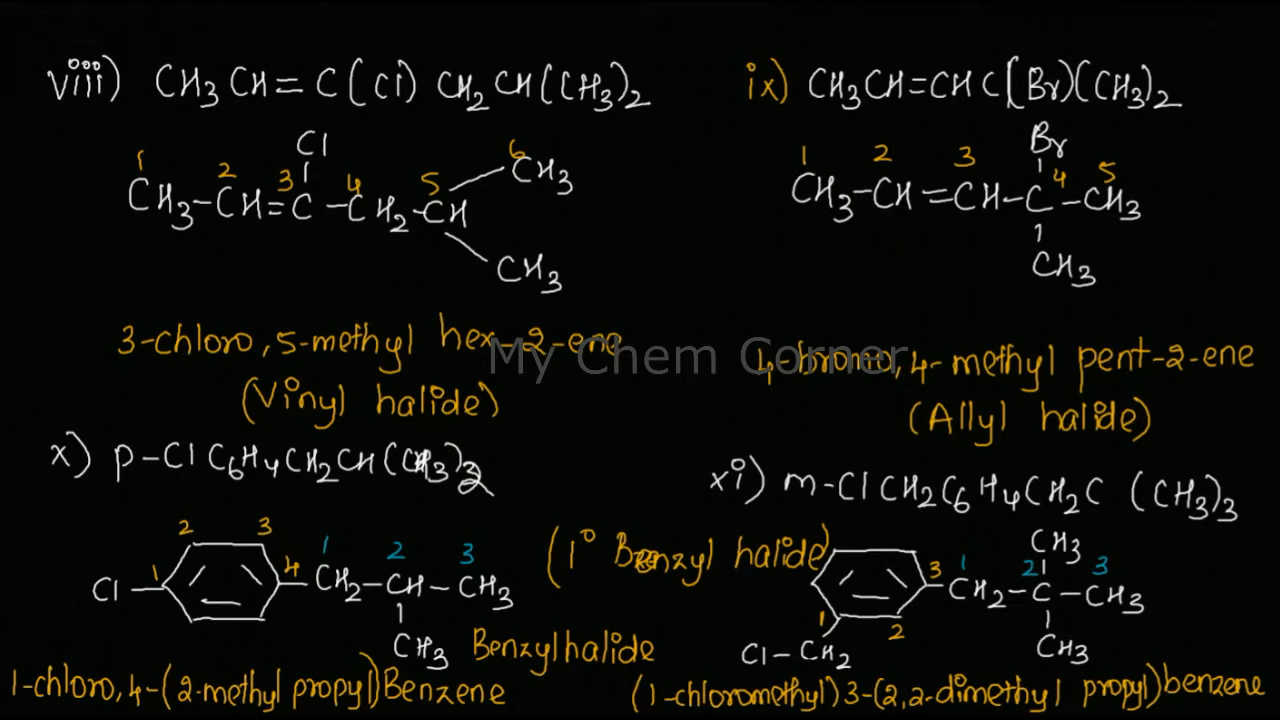 viii) CH3CH=C(Cl)CH2CH(CH3)2
Cl
1 2 3 4 5 6
CH3-CH=C-CH2-CH
CH3
CH3
3-chloro,5-methyl hex-2-ene
(Vinyl halide)
ix) CH3CH=CHC(Br)(CH3)2
Br
1 2 3 4 5
CH3-CH=CH-C-CH3
CH3
4-bromo,4-methyl pent-2-ene
(Allyl halide)
My Chem Corner
x) p-ClC6H4CH2CH(CH3)2
2 3
1 4 1 2 3
Cl CH2-CH-CH3
CH3
Benzylhalide
1-chloro,4-(2-methyl propyl)Benzene
xi) m-ClCH2C6H4CH2C(CH3)3
(1° Benzyl halide)
CH3
3 1 2 3
CH2-C-CH3
1 2
Cl-CH2
CH3
(1-chloromethyl)3-(2,2-dimethyl propyl)benzene